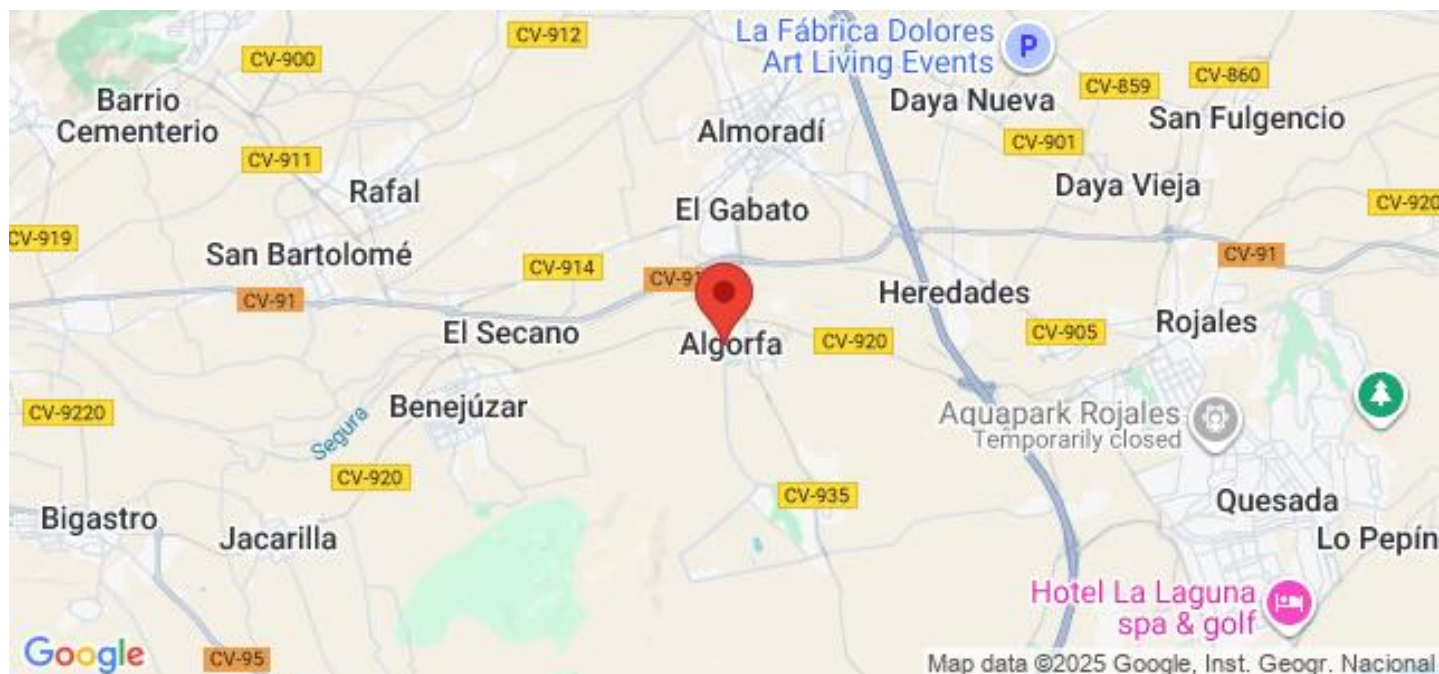 CV-912
La Fábrica Dolores
Art Living Events
P
CV-900
CV-859
CV-860
Barrio
Cementerio
Daya Nueva
San Fulgencio
Almoradí
CV-901
CV-911
Rafal
Daya Vieja
CV-920
El Gabato
CV-919
San Bartolomé
CV-914
CV-91
CV-91
Heredades
CV-91
El Secano
Algorfa
CV-920
CV-905
Rojales
CV-9220
Benejúzar
Segura
Aquapark Rojales
Temporarily closed
CV-920
CV-935
Quesada
Bigastro
Jacarilla
Lo Pepín
Hotel La Laguna
spa & golf
Google
CV-95
Map data ©2025 Google, Inst. Geogr. Nacional